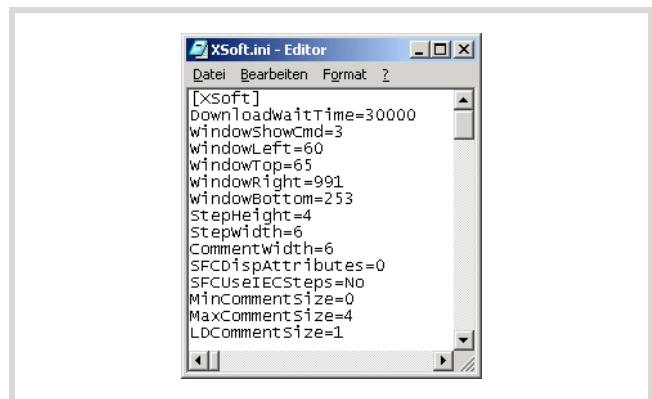 XSoft.ini - Editor
Datei Bearbeiten Format ?
[XSoft]
DownloadWaitTime=30000
WindowShowCmd=3
WindowLeft=60
WindowTop=65
WindowRight=991
WindowBottom=253
StepHeight=4
StepWidth=6
CommentWidth=6
SFCDispAttributes=0
SFCUseIECSteps=No
MinCommentSize=0
MaxCommentSize=4
LDCommentSize=1